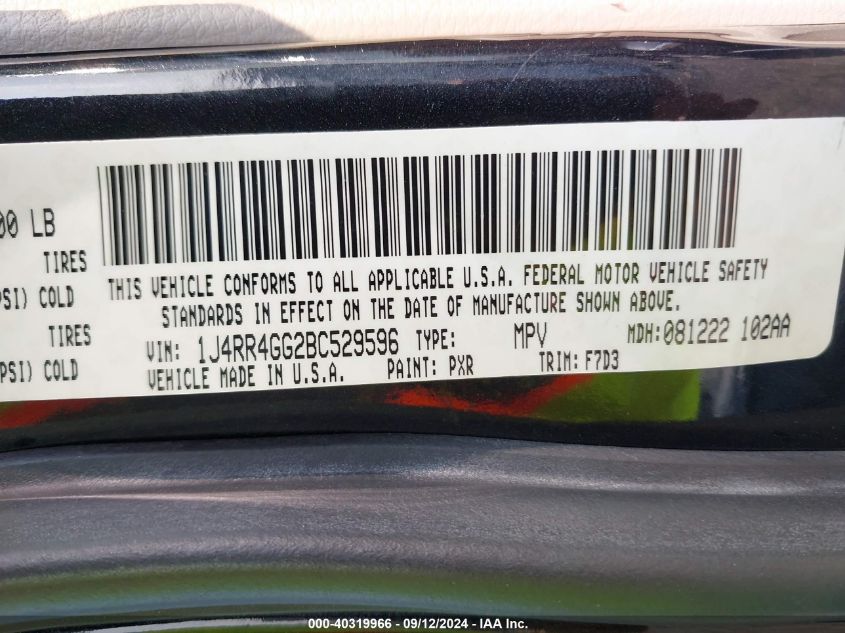 00 LB
TIRES
PSI) COLD
TIRES
PSI) COLD
THIS VEHICLE CONFORMS TO ALL APPLICABLE U.S.A. FEDERAL MOTOR VEHICLE SAFETY
STANDARDS IN EFFECT ON THE DATE OF MANUFACTURE SHOWN ABOVE.
VIN: 1J4RR4GG2BC529596 TYPE: MPV MDH:081222 102AA
VEHICLE MADE IN U.S.A. PAINT: PXR TRIM: F7D3
000-40319966 - 09/12/2024 - IAA Inc.